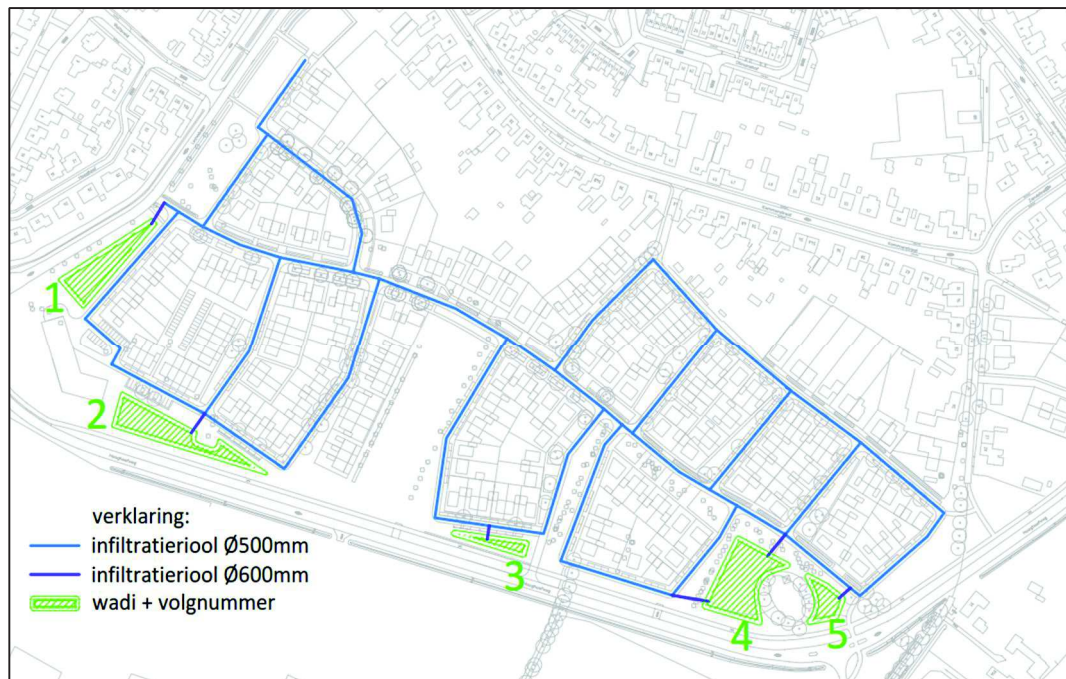 1
2
3
4
5
verklaring:
infiltratieriool Ø500mm
infiltratieriool Ø600mm
wadi + volgnummer